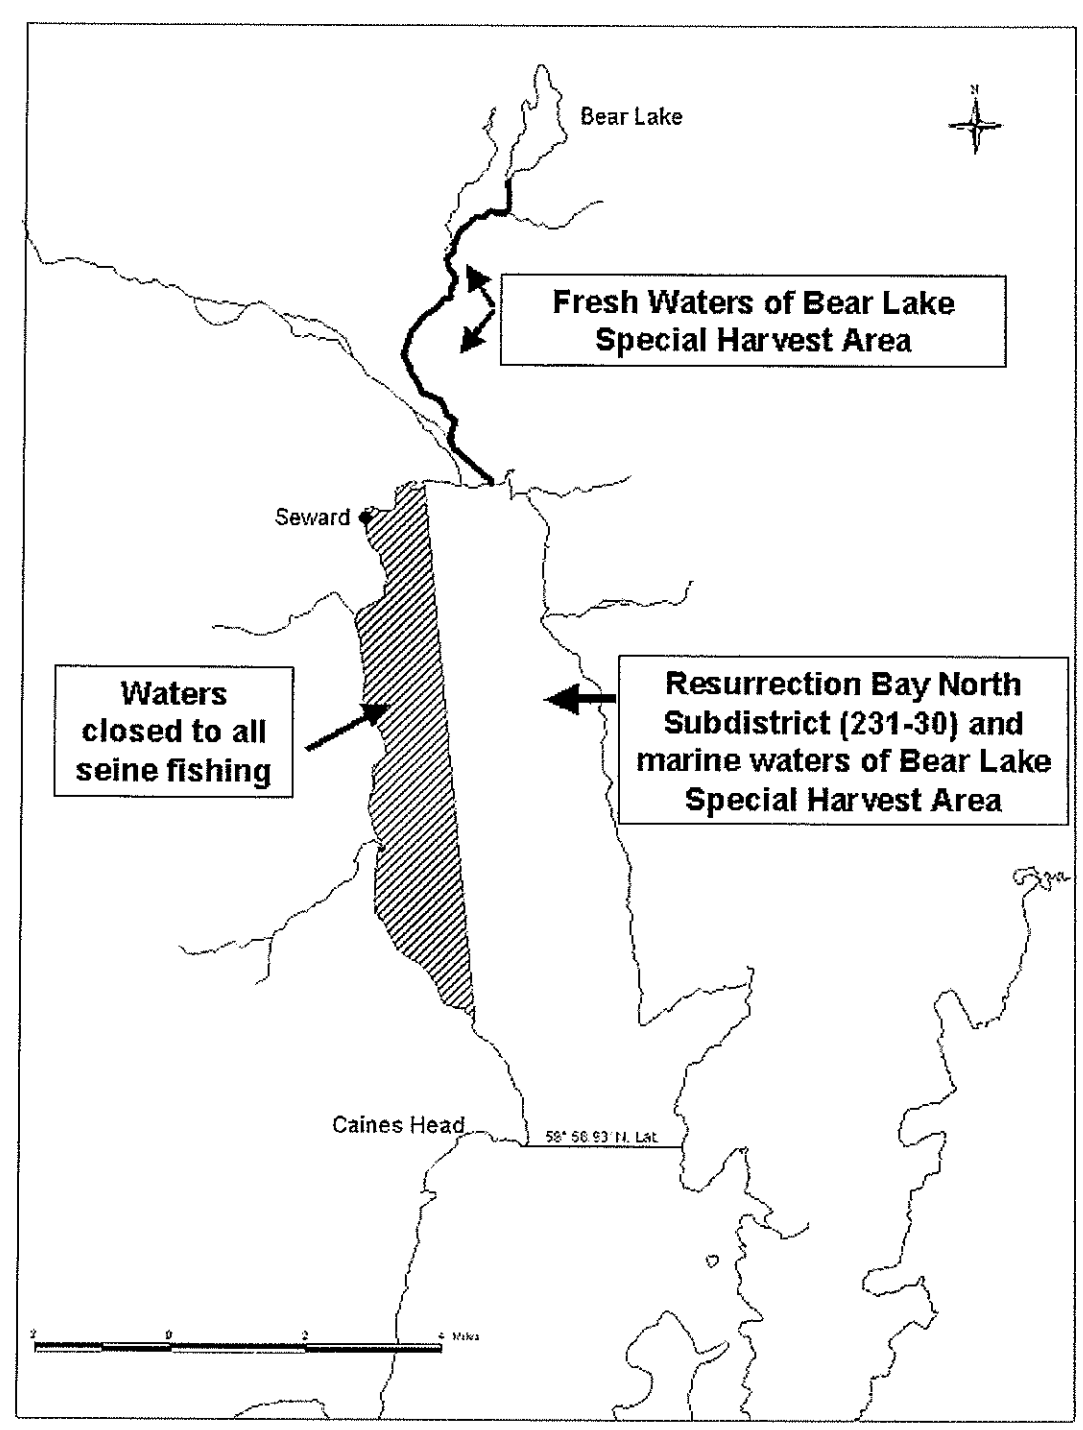 N
Bear Lake
Fresh Waters of Bear Lake
Special Harvest Area
Seward
Waters
closed to all
seine fishing
Resurrection Bay North
Subdistrict (231-30) and
marine waters of Bear Lake
Special Harvest Area
Caines Head
59° 58.93' N. Lat.
2 0 2 4 Miles